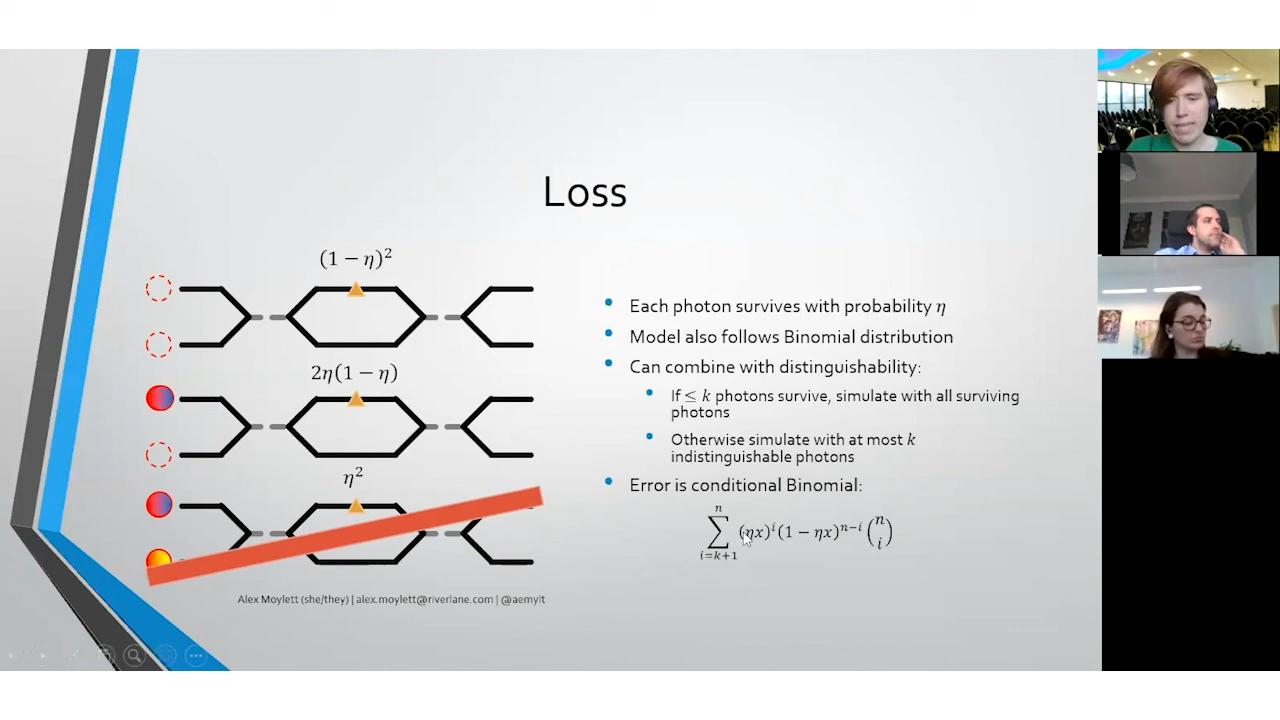 Loss
(1 − η)²
2η(1 − η)
η²
Each photon survives with probability η
Model also follows Binomial distribution
Can combine with distinguishability:
If ≤ k photons survive, simulate with all surviving
photons
Otherwise simulate with at most k
indistinguishable photons
Error is conditional Binomial:
∑_{i=k+1}^{n} (ηx)^i (1 − ηx)^{n−i} (n i)
Alex Moylett (she/they) | alex.moylett@riverlane.com | @aemylt